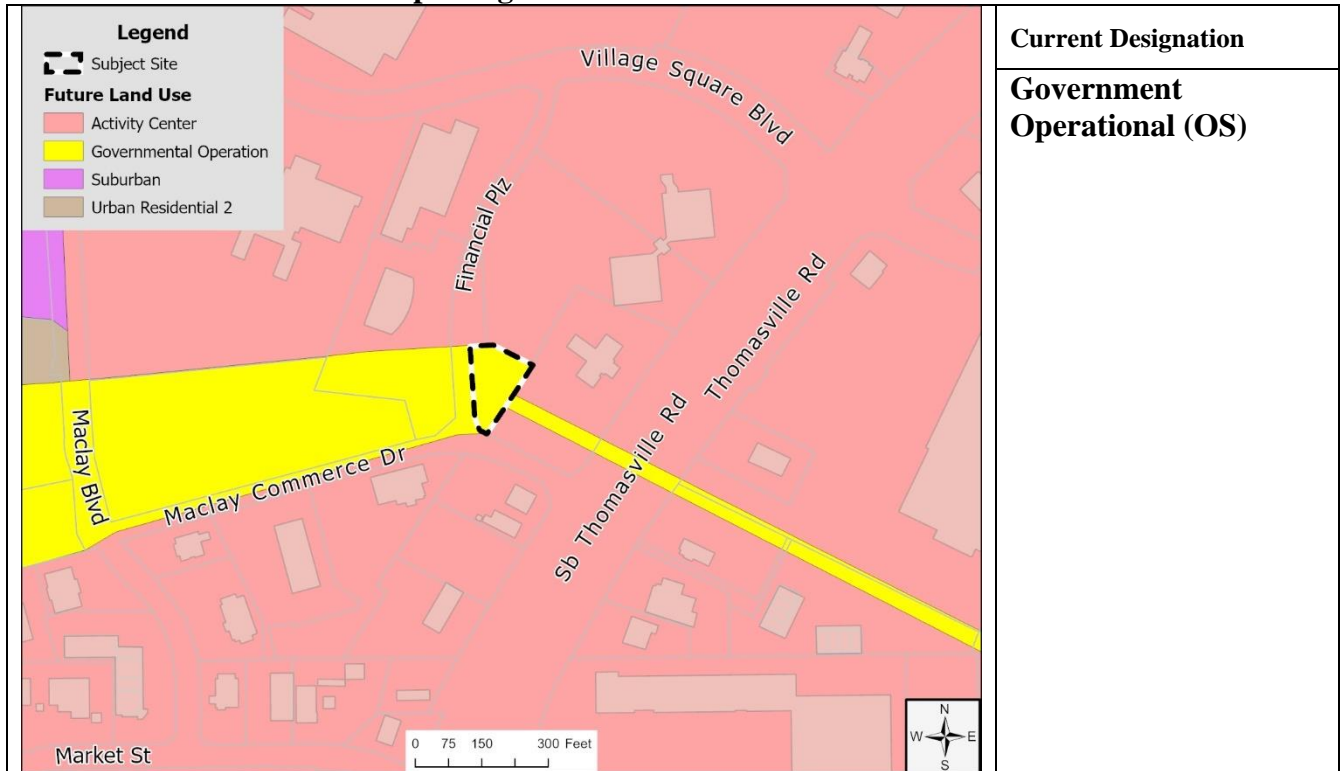 Legend
Subject Site
Future Land Use
Activity Center
Governmental Operation
Suburban
Urban Residential 2
Village Square Blvd
Financial Plz
Thomasville Rd
Sb Thomasville Rd
Maclay Blvd
Maclay Commerce Dr
Market St
0 75 150 300 Feet
N
W E
S
Current Designation
Government
Operational (OS)